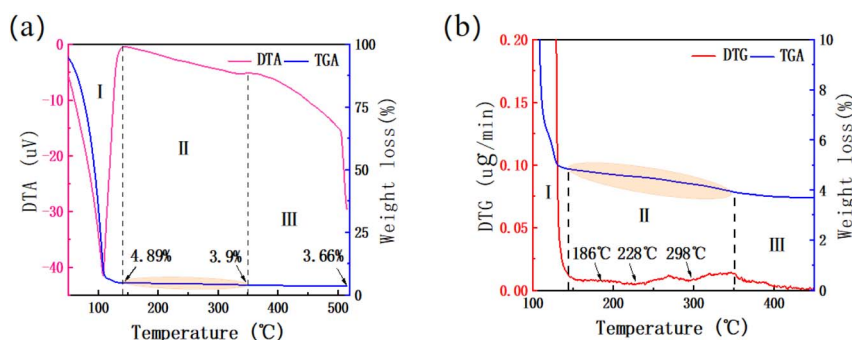 (a)
DTA TGA
DTA (uV)
0
-10
-20
-30
-40
Weight loss(%)
100
75
50
25
0
I
II
III
4.89%
3.9%
3.66%
100 200 300 400 500
Temperature (℃)
(b)
DTG TGA
DTG (ug/min)
0.20
0.15
0.10
0.05
0.00
Weight loss(%)
10
8
6
4
2
0
I
II
III
186℃
228℃
298℃
100 200 300 400
Temperature (℃)